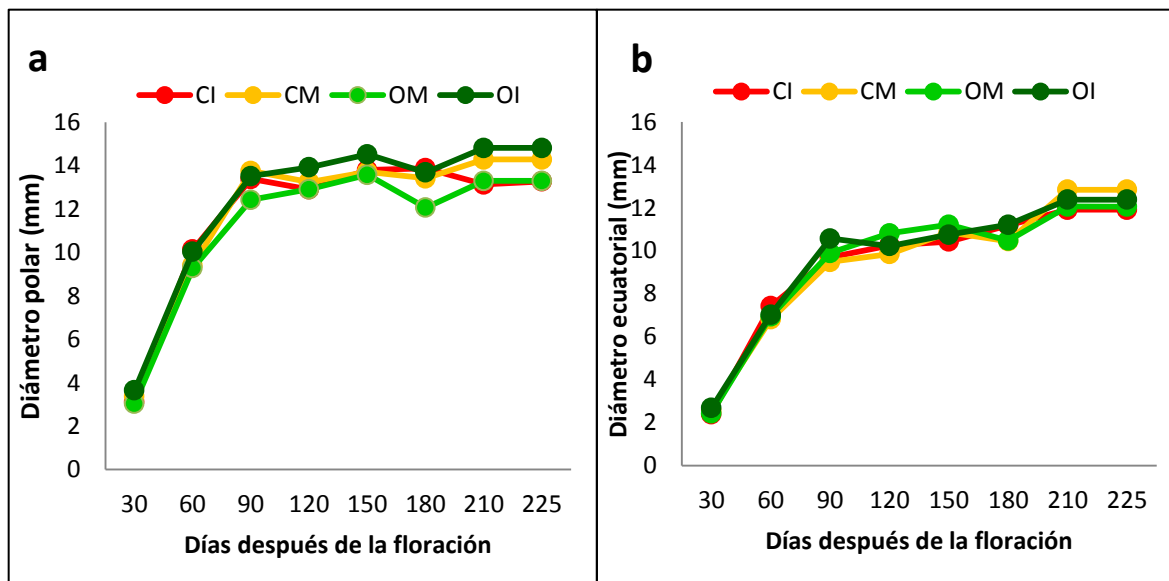 a
CI CM OM OI
Diámetro polar (mm)
16
14
12
10
8
6
4
2
0
30 60 90 120 150 180 210 225
Días después de la floración
b
CI CM OM OI
Diámetro ecuatorial (mm)
16
14
12
10
8
6
4
2
0
30 60 90 120 150 180 210 225
Días después de la floración